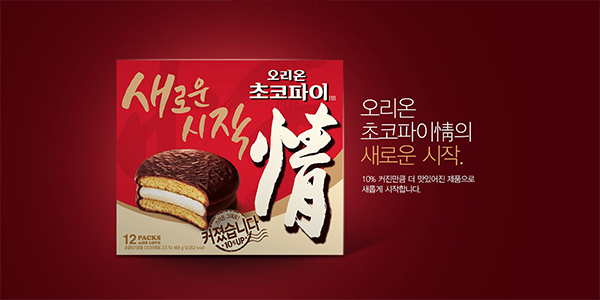 새로운
시작
오리온
초코파이
情
커졌습니다
10%UP
12 PACKS
with LOVE
오리온
초코파이情의
새로운 시작.
10% 커진만큼 더 맛있어진 제품으로
새롭게 시작합니다.